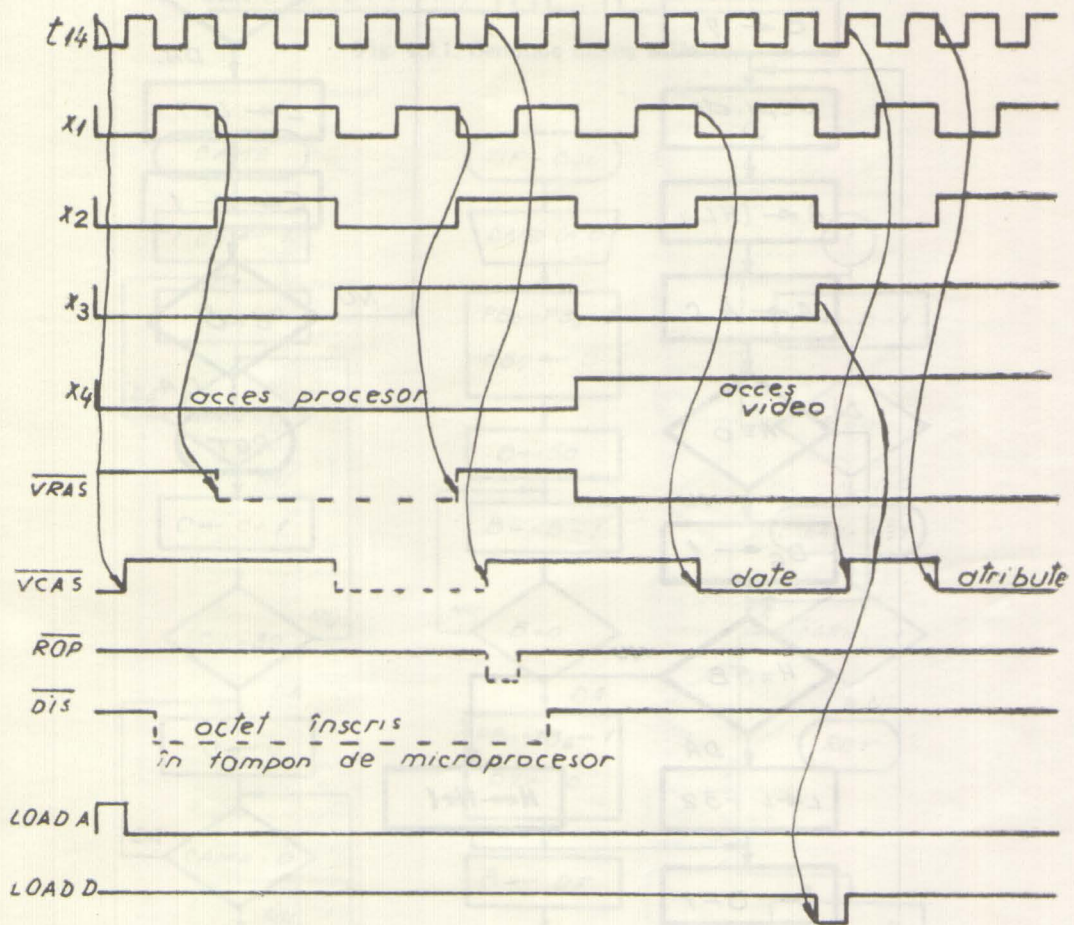 t14
X1
X2
X3
X4
acces procesor
acces
video
VRAS
VCAS
date
atribute
ROP
DIS
octet înscris
în tampon de microprocesor
LOAD A
LOAD D